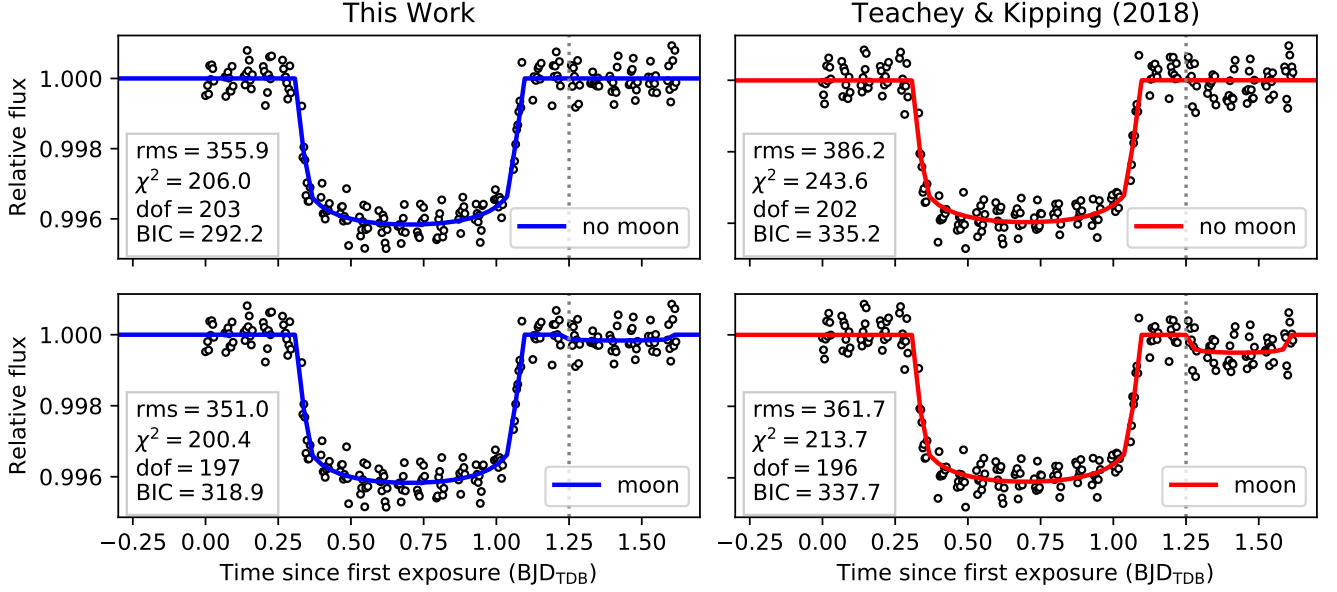 This Work
Teachey & Kipping (2018)
Relative flux
1.000
0.998
0.996
rms = 355.9
χ² = 206.0
dof = 203
BIC = 292.2
no moon
rms = 386.2
χ² = 243.6
dof = 202
BIC = 335.2
no moon
Relative flux
1.000
0.998
0.996
rms = 351.0
χ² = 200.4
dof = 197
BIC = 318.9
moon
rms = 361.7
χ² = 213.7
dof = 196
BIC = 337.7
moon
−0.25 0.00 0.25 0.50 0.75 1.00 1.25 1.50
−0.25 0.00 0.25 0.50 0.75 1.00 1.25 1.50
Time since first exposure (BJD_TDB)
Time since first exposure (BJD_TDB)